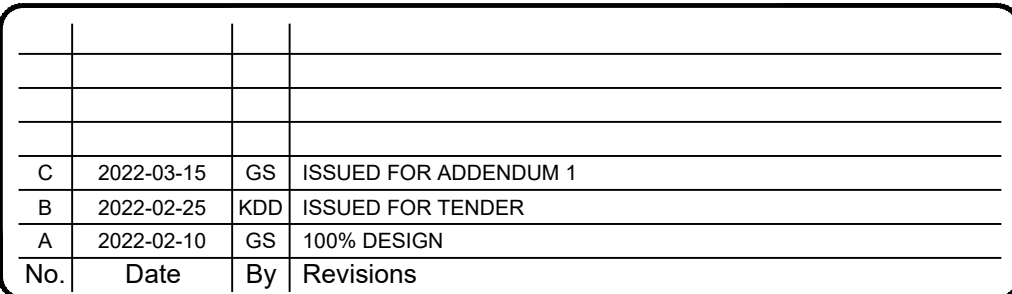 C 2022-03-15 GS ISSUED FOR ADDENDUM 1
B 2022-02-25 KDD ISSUED FOR TENDER
A 2022-02-10 GS 100% DESIGN
No. Date By Revisions